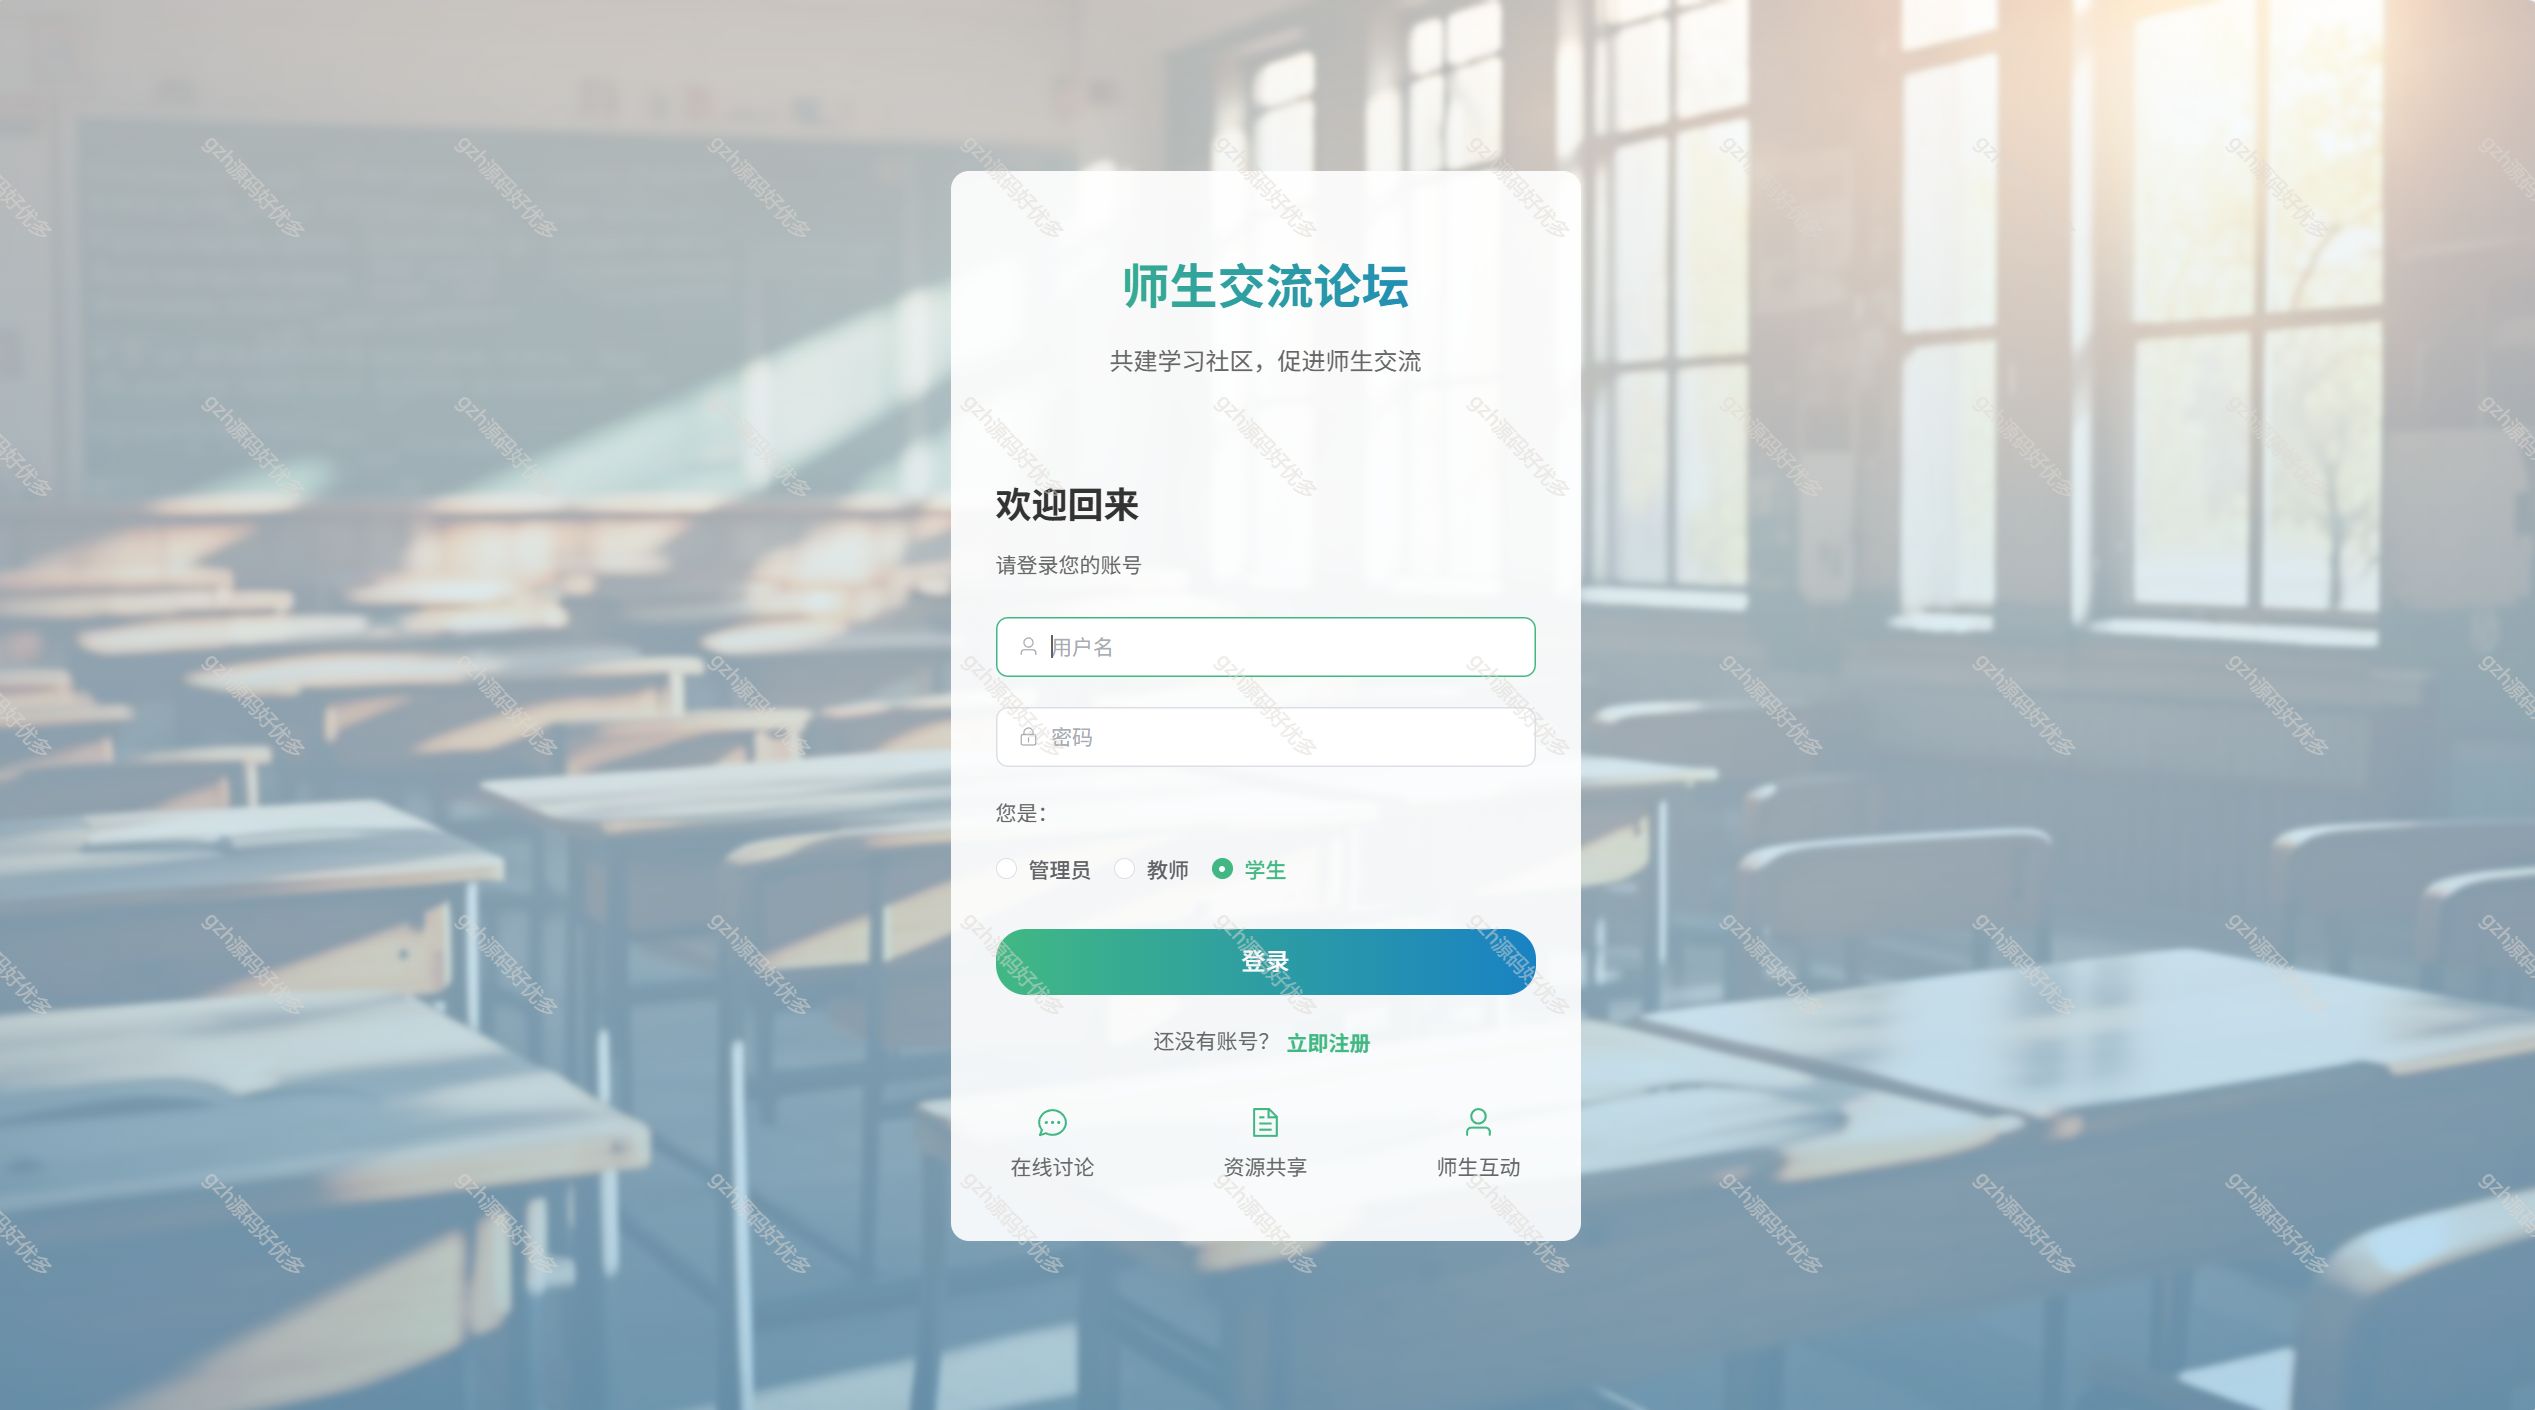 师生交流论坛
共建学习社区，促进师生交流
欢迎回来
请登录您的账号
用户名
密码
您是：
管理员 教师 学生
登录
还没有账号？ 立即注册
在线讨论 资源共享 师生互动
gzh源码好优多